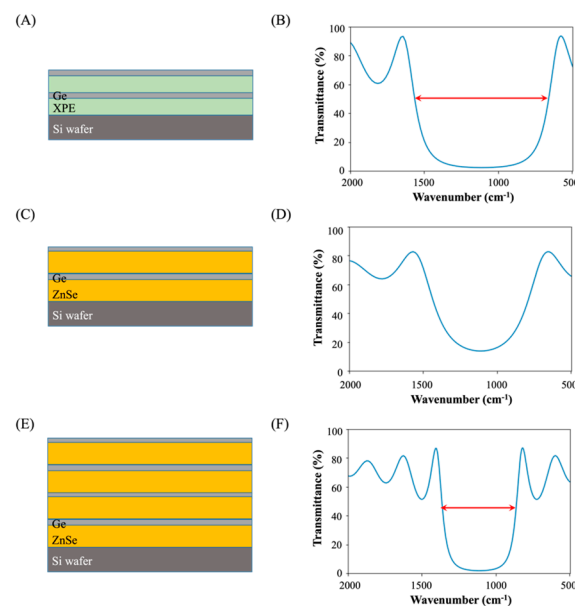 (A)
Ge
XPE
Si wafer
(B)
Transmittance (%)
100
80
60
40
20
0
2000 1500 1000 500
Wavenumber (cm-1)
(C)
Ge
ZnSe
Si wafer
(D)
Transmittance (%)
100
80
60
40
20
0
2000 1500 1000 500
Wavenumber (cm-1)
(E)
Ge
ZnSe
Si wafer
(F)
Transmittance (%)
100
80
60
40
20
0
2000 1500 1000 500
Wavenumber (cm-1)